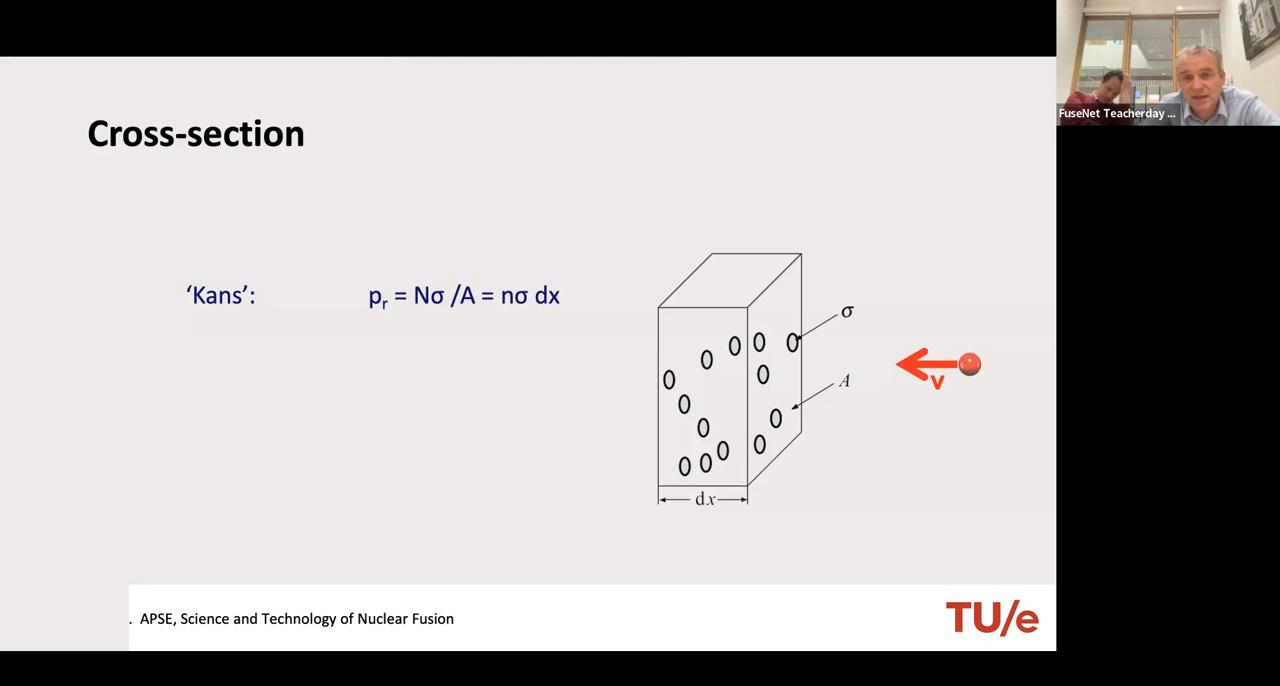 Cross-section
‘Kans’: pr = Nσ /A = nσ dx
σ
A
v
dx
. APSE, Science and Technology of Nuclear Fusion
TU/e
FuseNet Teacherday ...